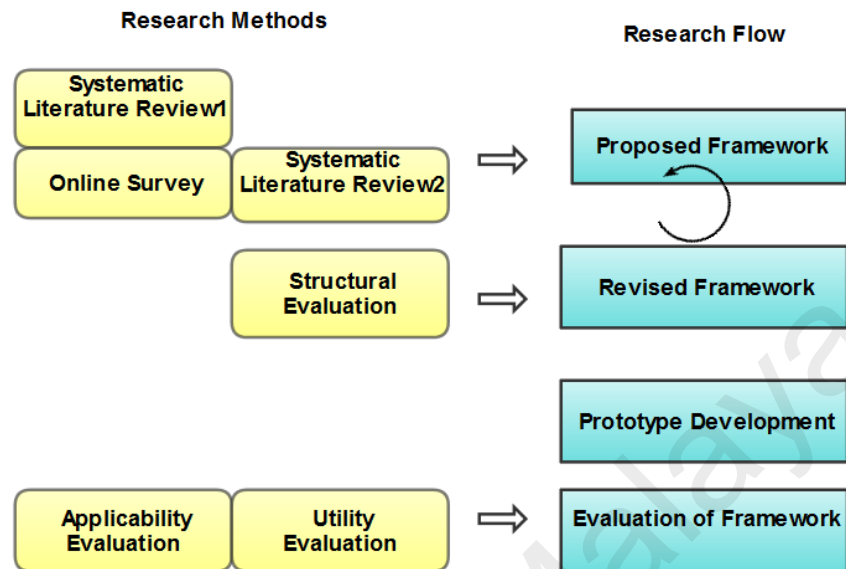 Research Methods
Research Flow
Systematic
Literature Review1
Online Survey
Systematic
Literature Review2
Proposed Framework
Structural
Evaluation
Revised Framework
Prototype Development
Applicability
Evaluation
Utility
Evaluation
Evaluation of Framework
Malaya